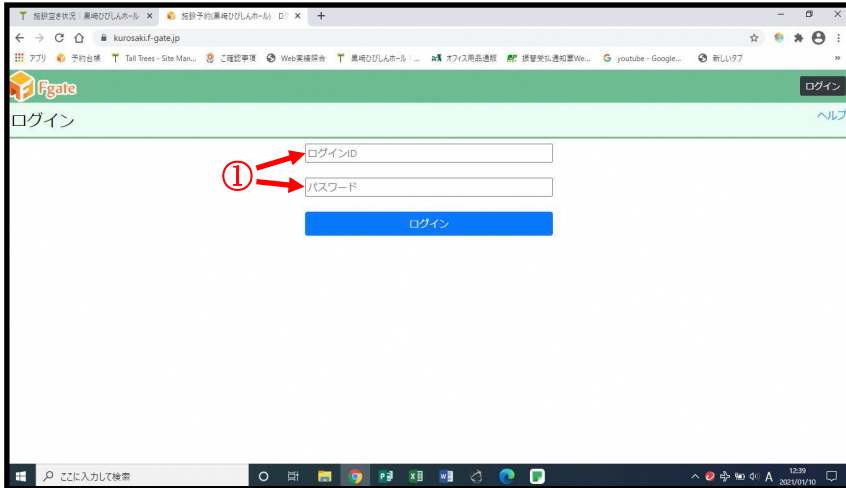 施設空き状況｜黒崎ひびしんホール
施設予約(黒崎ひびしんホール) ロ
kurosaki.f-gate.jp
アプリ 予約台帳 Tall Trees - Site Man... ご確認事項 Web実績照会 黒崎ひびしんホール｜... オフィス用品通販 振替受払通知票We... youtube - Google... 新しいタブ
Fgate ログイン
ログイン ヘルプ
ログインID
①
パスワード
ログイン
ここに入力して検索
A 12:39
2021/01/10